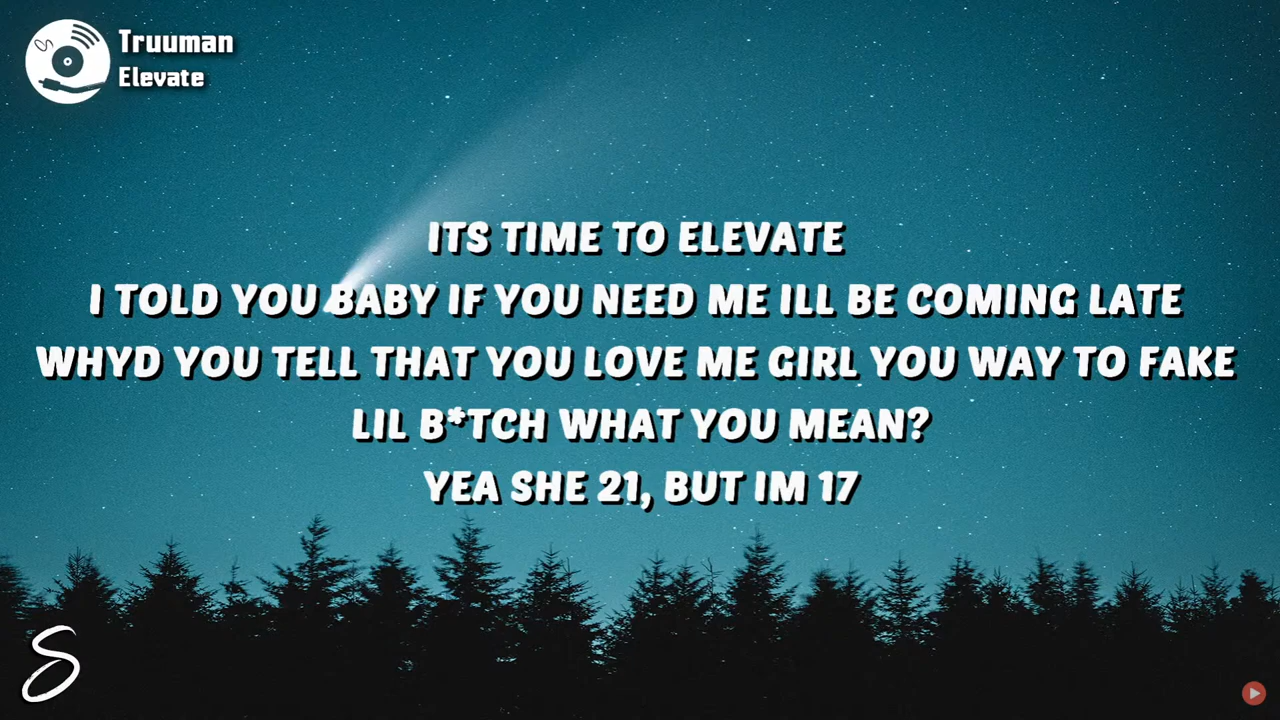 Truuman
Elevate
ITS TIME TO ELEVATE
I TOLD YOU BABY IF YOU NEED ME ILL BE COMING LATE
WHYD YOU TELL THAT YOU LOVE ME GIRL YOU WAY TO FAKE
LIL B*TCH WHAT YOU MEAN?
YEA SHE 21, BUT IM 17
S